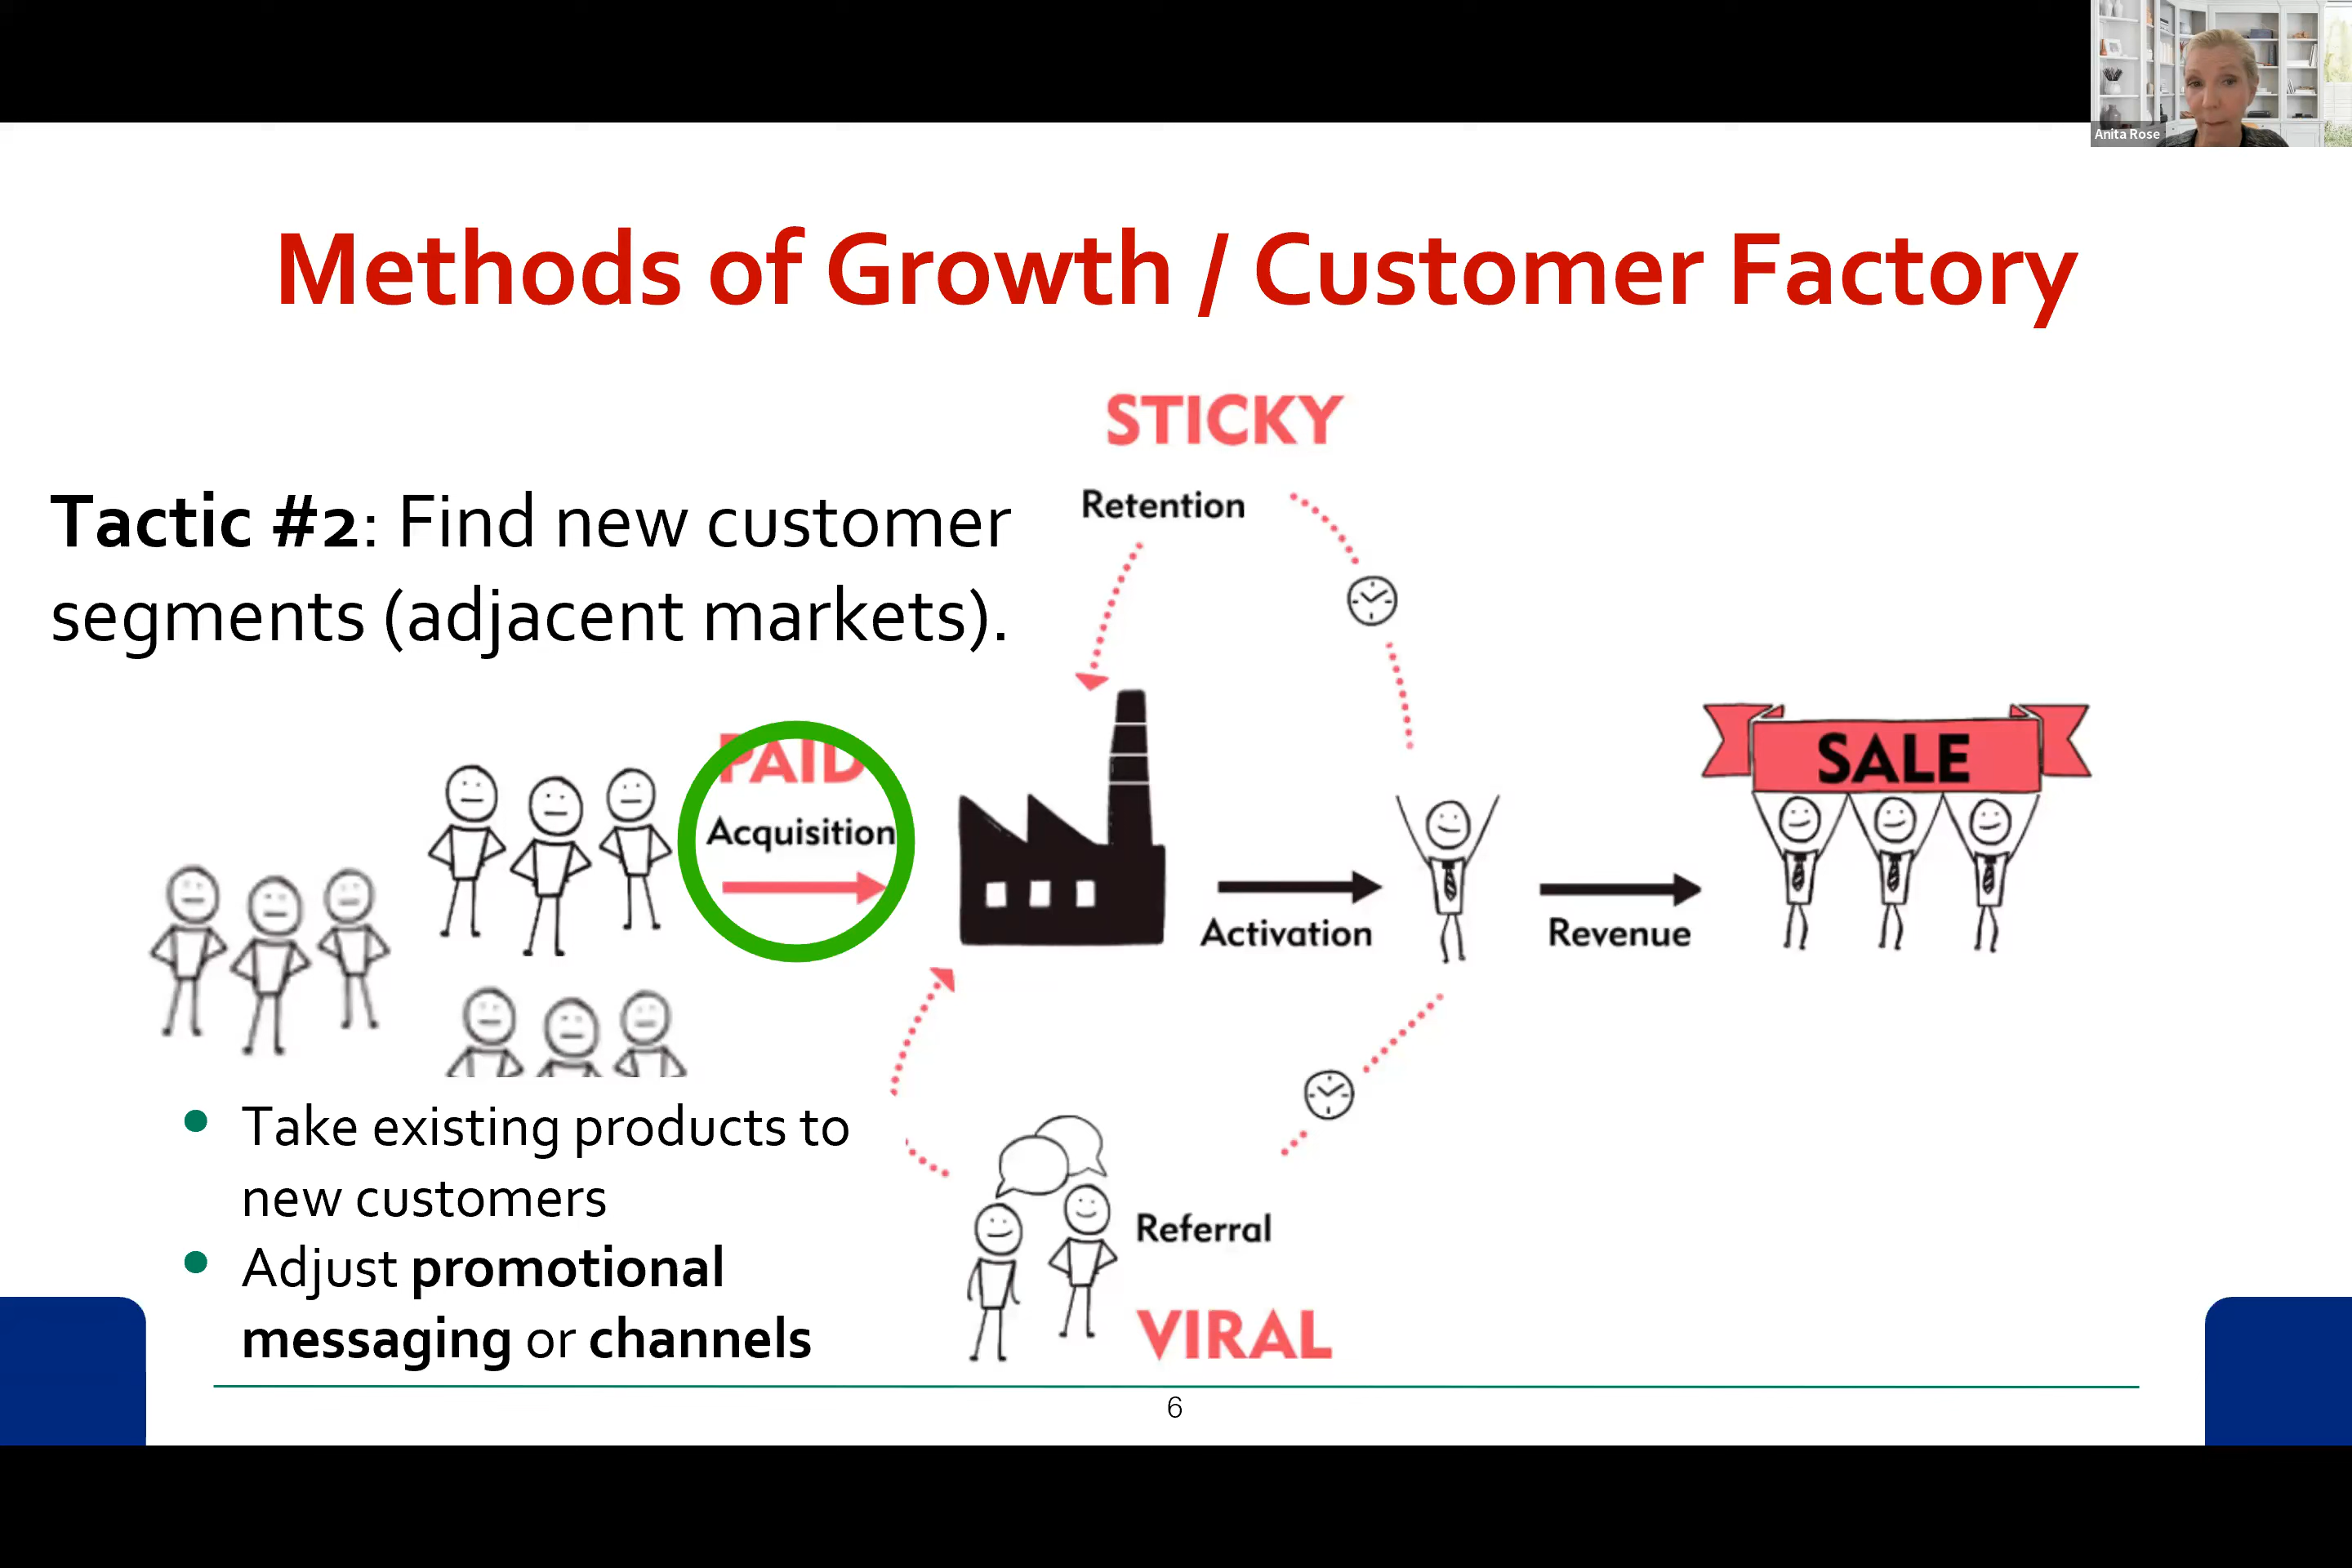 Anita Rose
Methods of Growth / Customer Factory
STICKY
Retention
Tactic #2: Find new customer
segments (adjacent markets).
PAID
Acquisition
Activation
Revenue
SALE
Take existing products to
new customers
Adjust promotional
messaging or channels
Referral
VIRAL
6